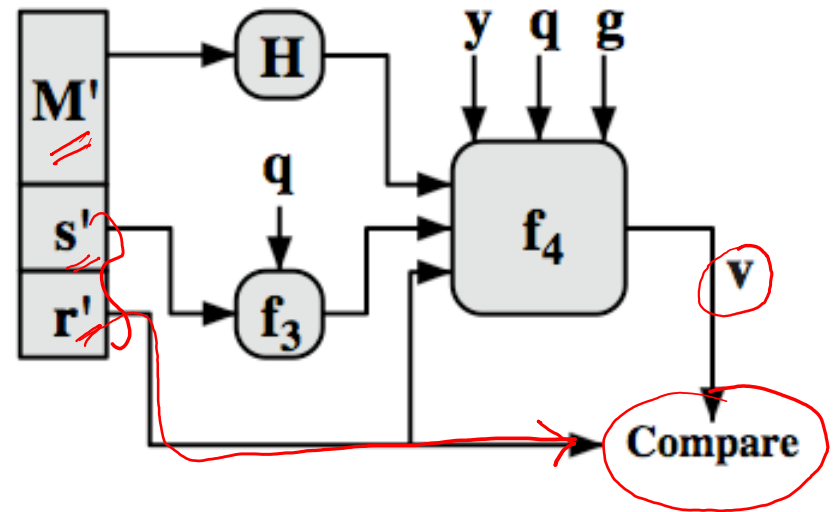 y q g
M' H
q
s' f₄
v
r' f₃
Compare